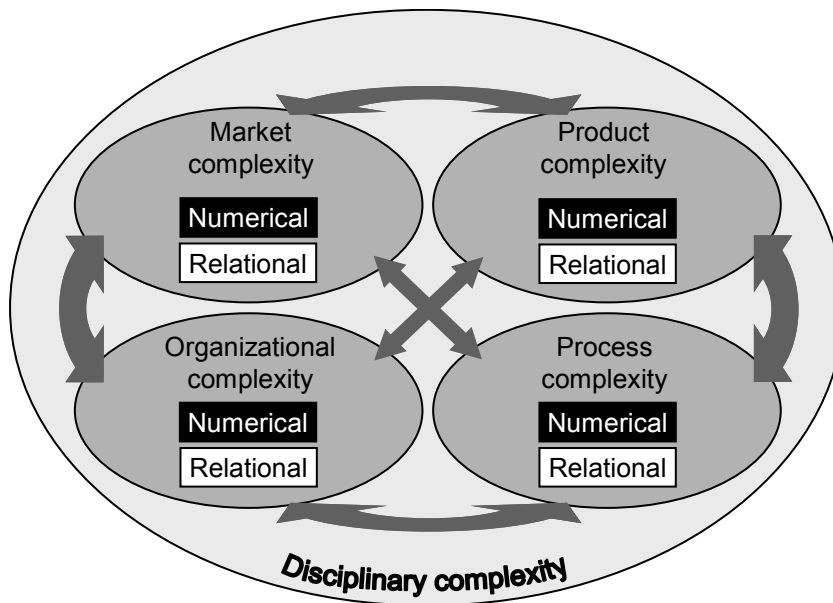 Market
complexity
Numerical
Relational
Product
complexity
Numerical
Relational
Organizational
complexity
Numerical
Relational
Process
complexity
Numerical
Relational
Disciplinary complexity